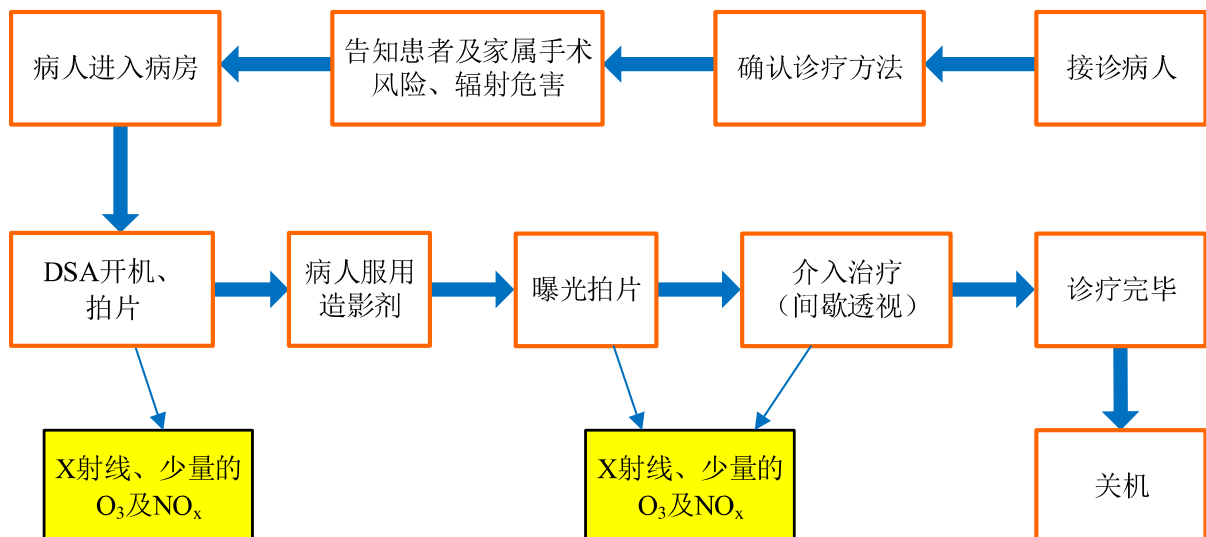 病人进入病房
告知患者及家属手术
风险、辐射危害
确认诊疗方法
接诊病人
DSA开机、
拍片
病人服用
造影剂
曝光拍片
介入治疗
（间歇透视）
诊疗完毕
X射线、少量的
O₃及NOₓ
X射线、少量的
O₃及NOₓ
关机